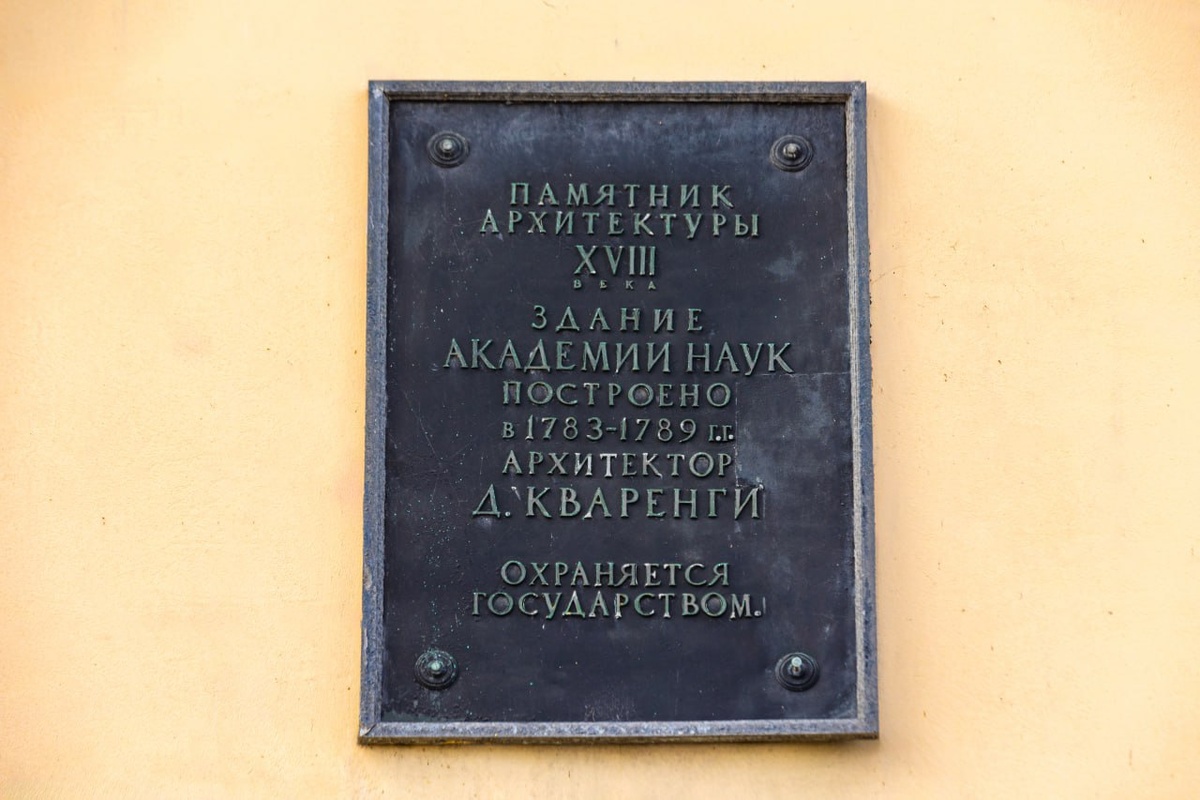 ПАМЯТНИК
АРХИТЕКТУРЫ
XVIII
ВЕКА
ЗДАНИЕ
АКАДЕМИИ НАУК
ПОСТРОЕНО
в 1783-1789 г.г.
АРХИТЕКТОР
Д. КВАРЕНГИ
ОХРАНЯЕТСЯ
ГОСУДАРСТВОМ.